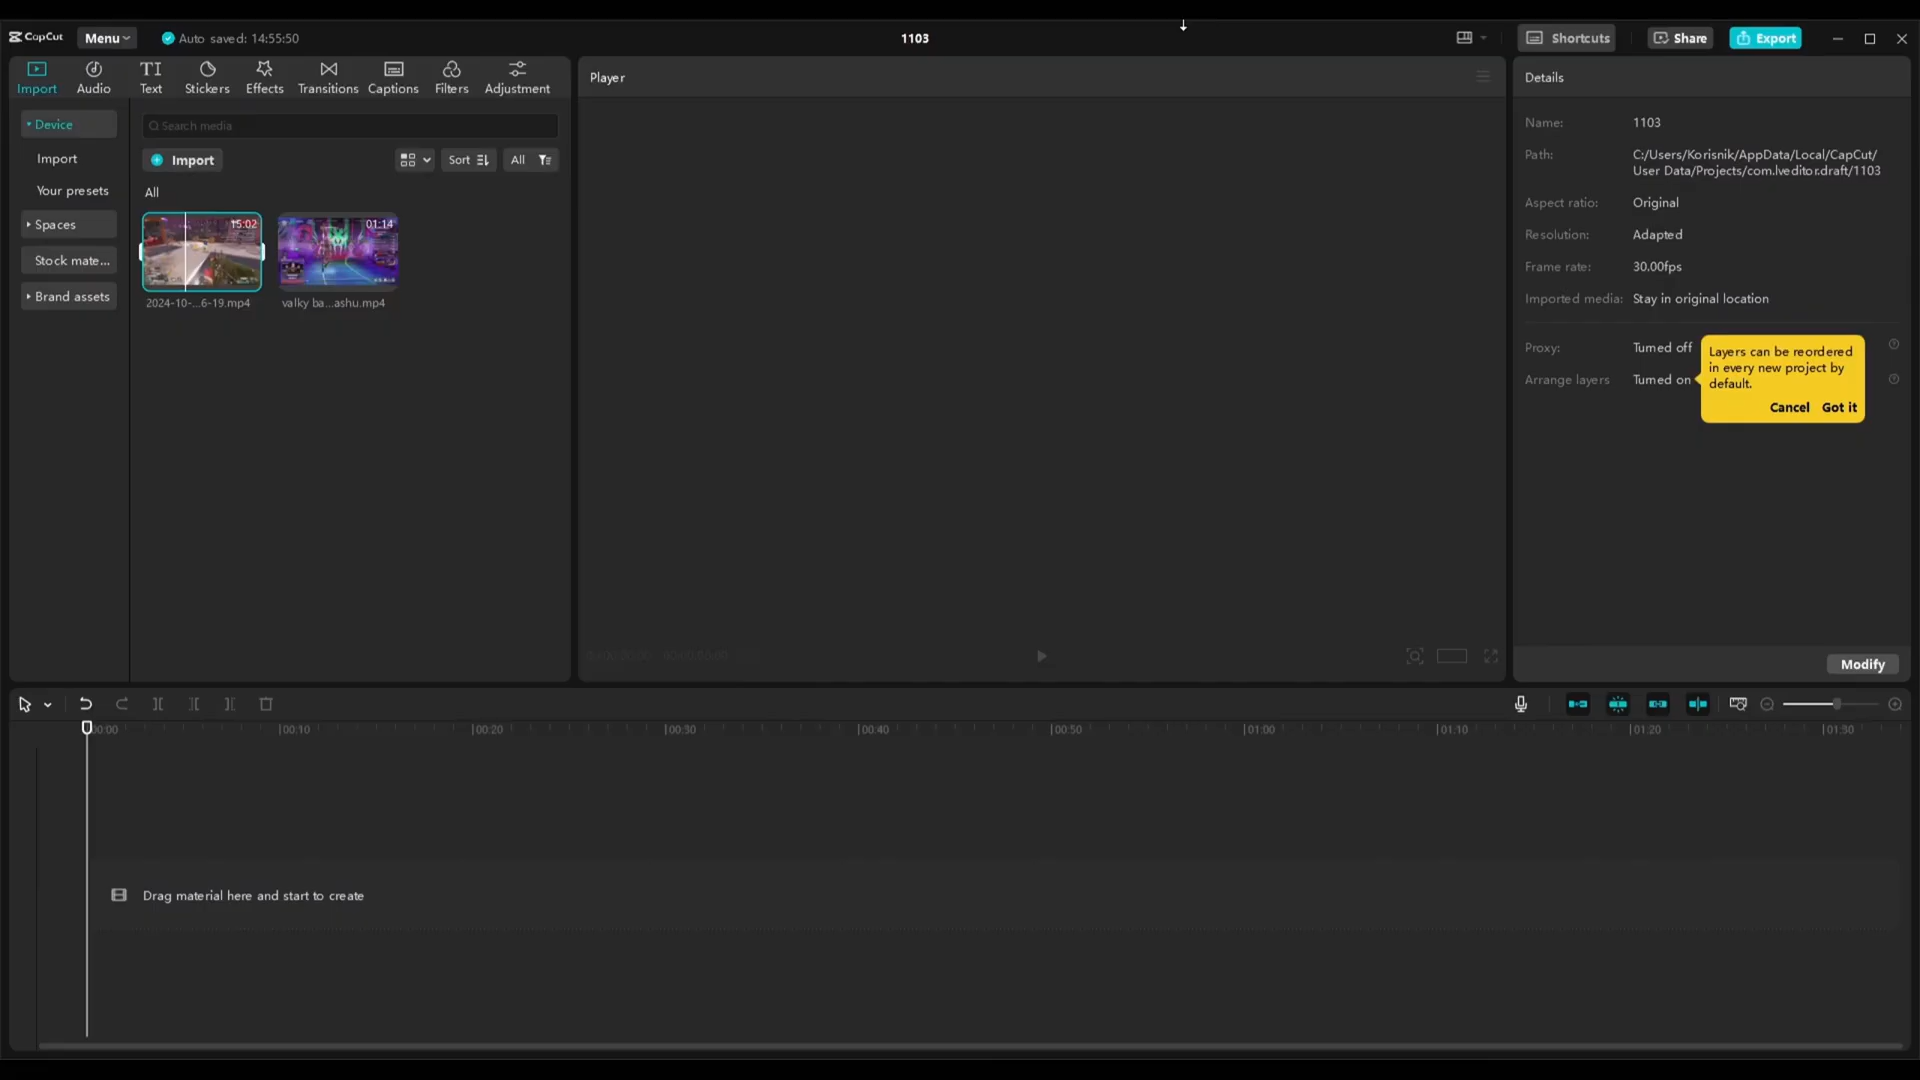 CapCut
Menu
Auto saved: 14:55:50
1103
Shortcuts
Share
Export
Import
Audio
TI
Text
Stickers
Effects
Transitions
Captions
Filters
Adjustment
Player
Details
Device
Import
Your presets
Spaces
Stock mate...
Brand assets
Search media
Import
Sort
All
All
15:02
01:14
2024-10-...6-19.mp4
valky ba...ashu.mp4
Name: 1103
Path: C:/Users/Korisnik/AppData/Local/CapCut/
User Data/Projects/com.lveditor.draft/1103
Aspect ratio: Original
Resolution: Adapted
Frame rate: 30.00fps
Imported media: Stay in original location
Proxy: Turned off
Arrange layers Turned on
Layers can be reordered
in every new project by
default.
Cancel Got it
Modify
00:00 00:10 00:20 00:30 00:40 00:50 01:00 01:10 01:20 01:30
Drag material here and start to create